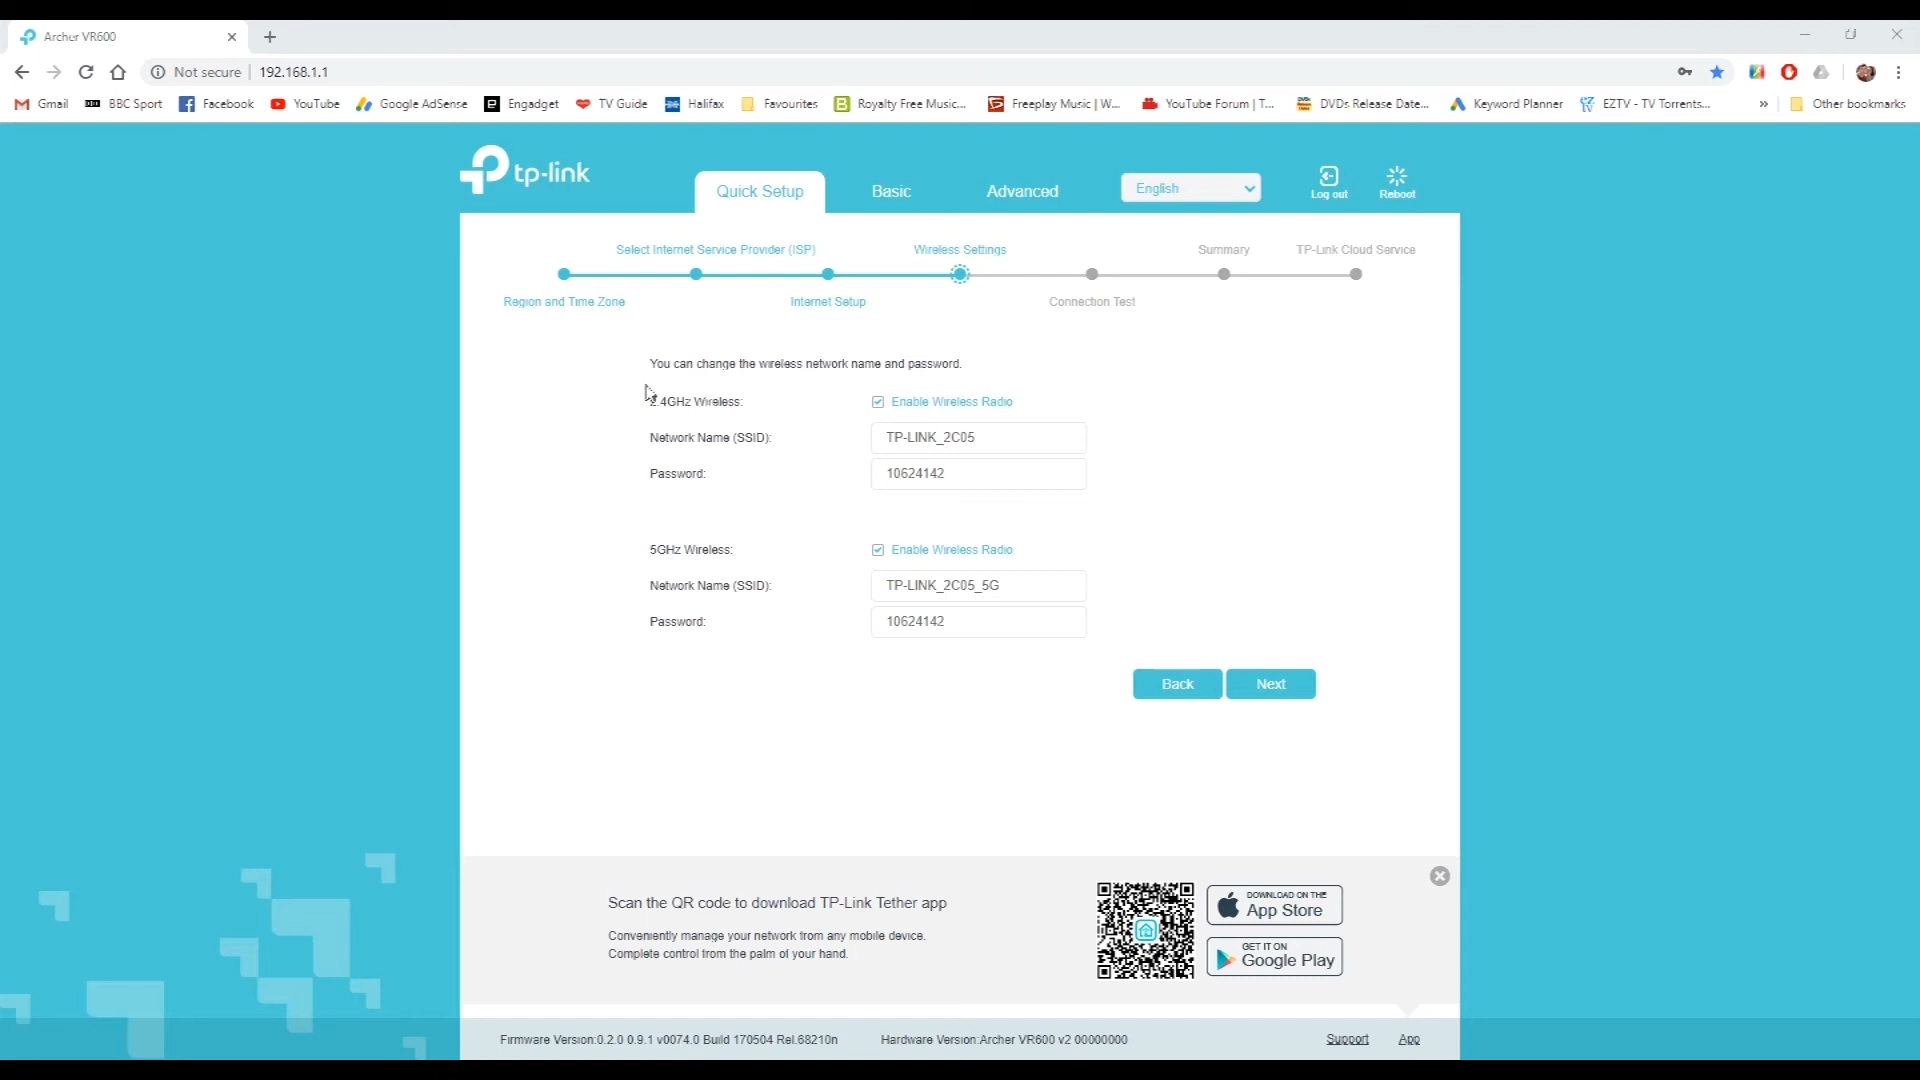 Archer VR600
Not secure 192.168.1.1
Gmail BBC Sport Facebook YouTube Google AdSense Engadget TV Guide Halifax Favourites Royalty Free Music... Freeplay Music | W... YouTube Forum | T... DVDs Release Date... Keyword Planner EZTV - TV Torrents... » Other bookmarks
tp-link
Quick Setup Basic Advanced English Log out Reboot
Select Internet Service Provider (ISP) Wireless Settings Summary TP-Link Cloud Service
Region and Time Zone Internet Setup Connection Test
You can change the wireless network name and password.
2.4GHz Wireless: Enable Wireless Radio
Network Name (SSID): TP-LINK_2C05
Password: 10624142
5GHz Wireless: Enable Wireless Radio
Network Name (SSID): TP-LINK_2C05_5G
Password: 10624142
Back Next
Scan the QR code to download TP-Link Tether app
Conveniently manage your network from any mobile device.
Complete control from the palm of your hand.
DOWNLOAD ON THE
App Store
GET IT ON
Google Play
Firmware Version:0.2.0 0.9.1 v0074.0 Build 170504 Rel.68210n Hardware Version:Archer VR600 v2 00000000 Support App